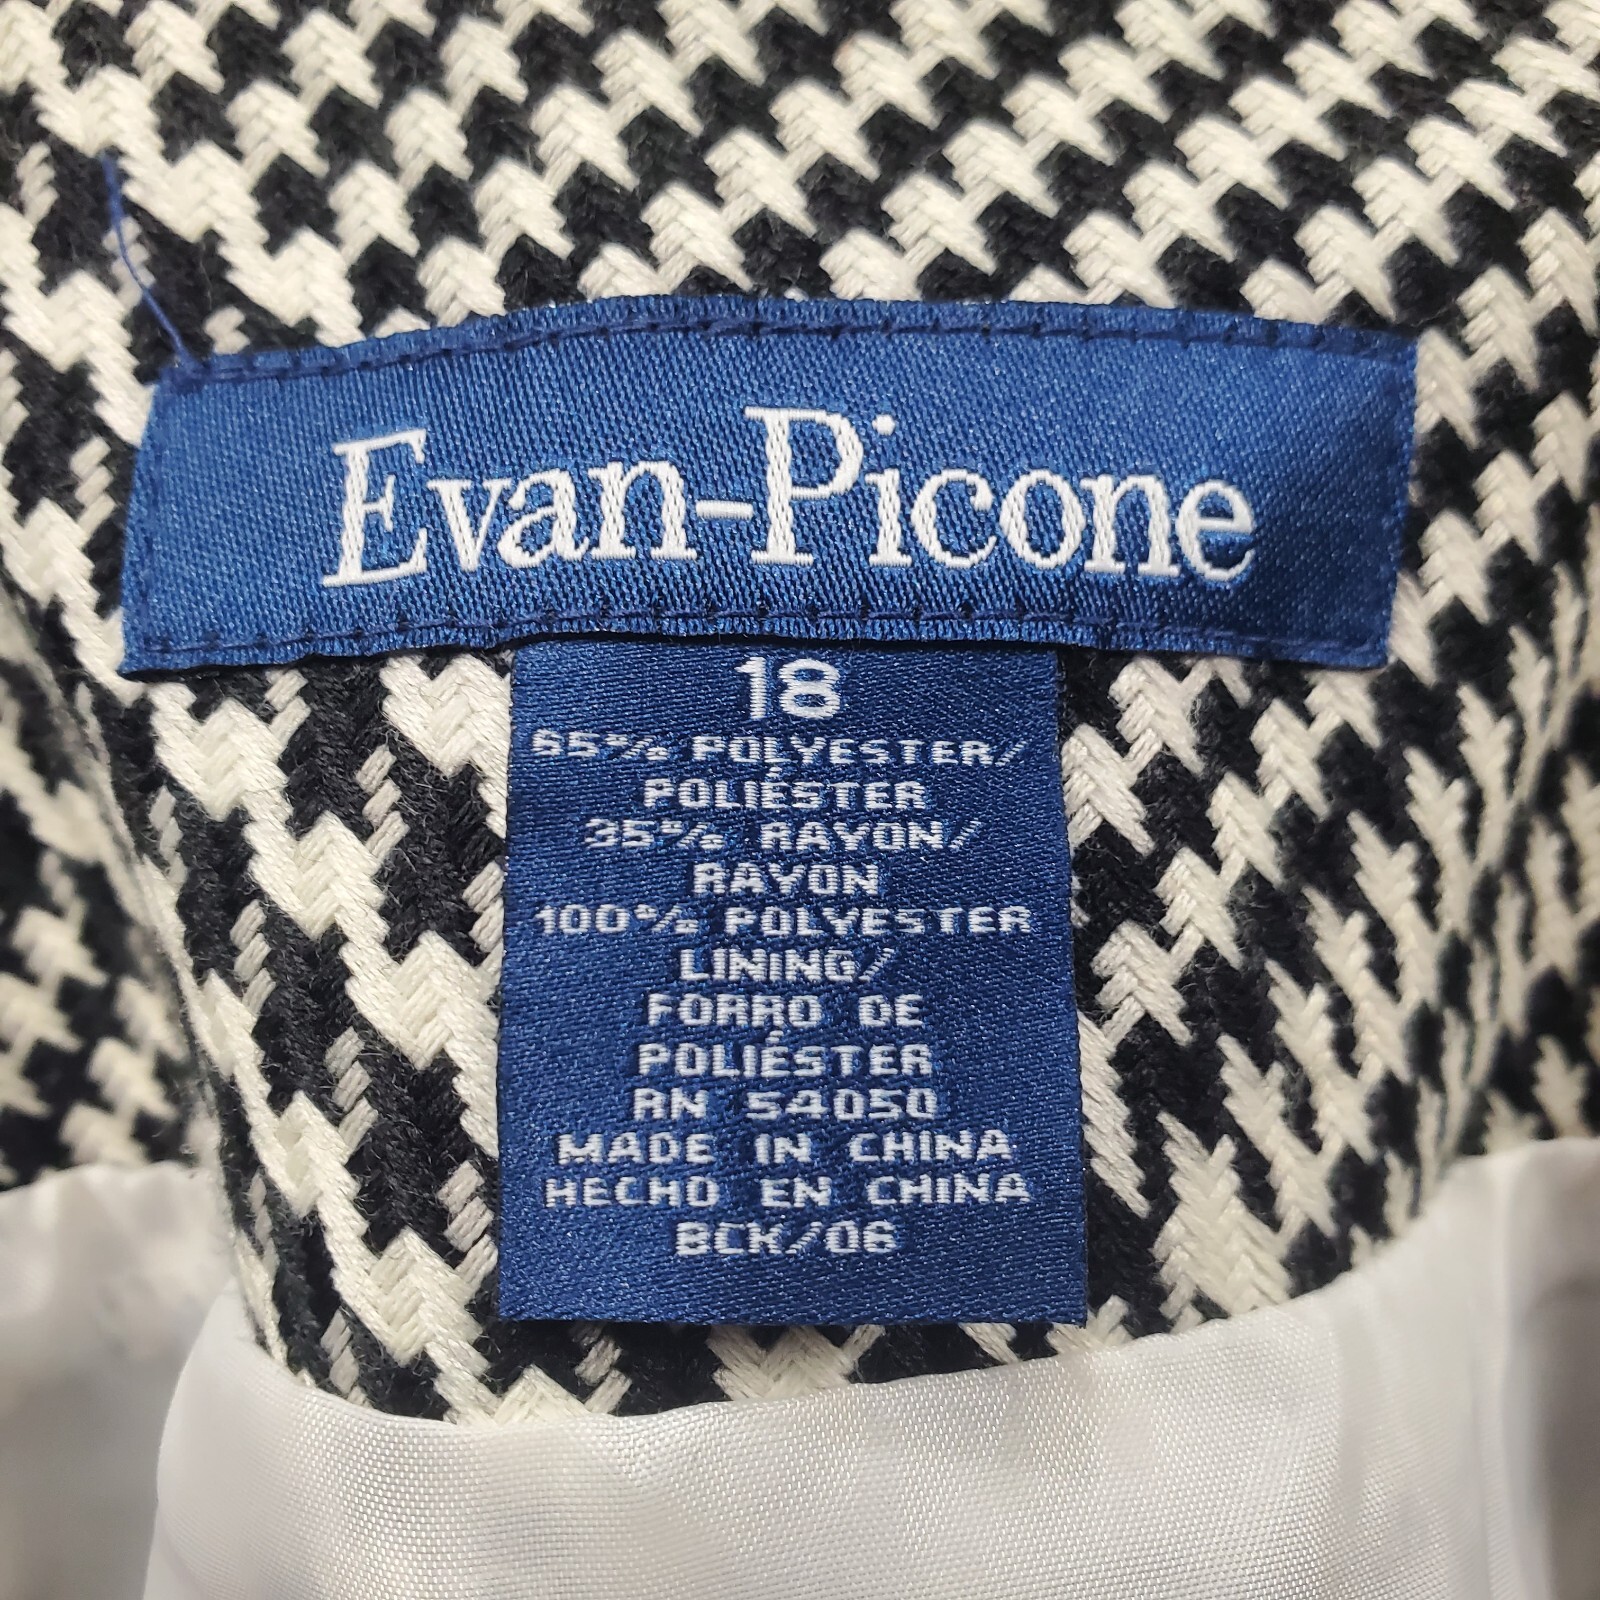 Evan-Picone
18
65% POLYESTER/
POLIÉSTER
35% RAYON/
RAYON
100% POLYESTER
LINING/
FORRO DE
POLIÉSTER
RN 54050
MADE IN CHINA
HECHO EN CHINA
BCK/06